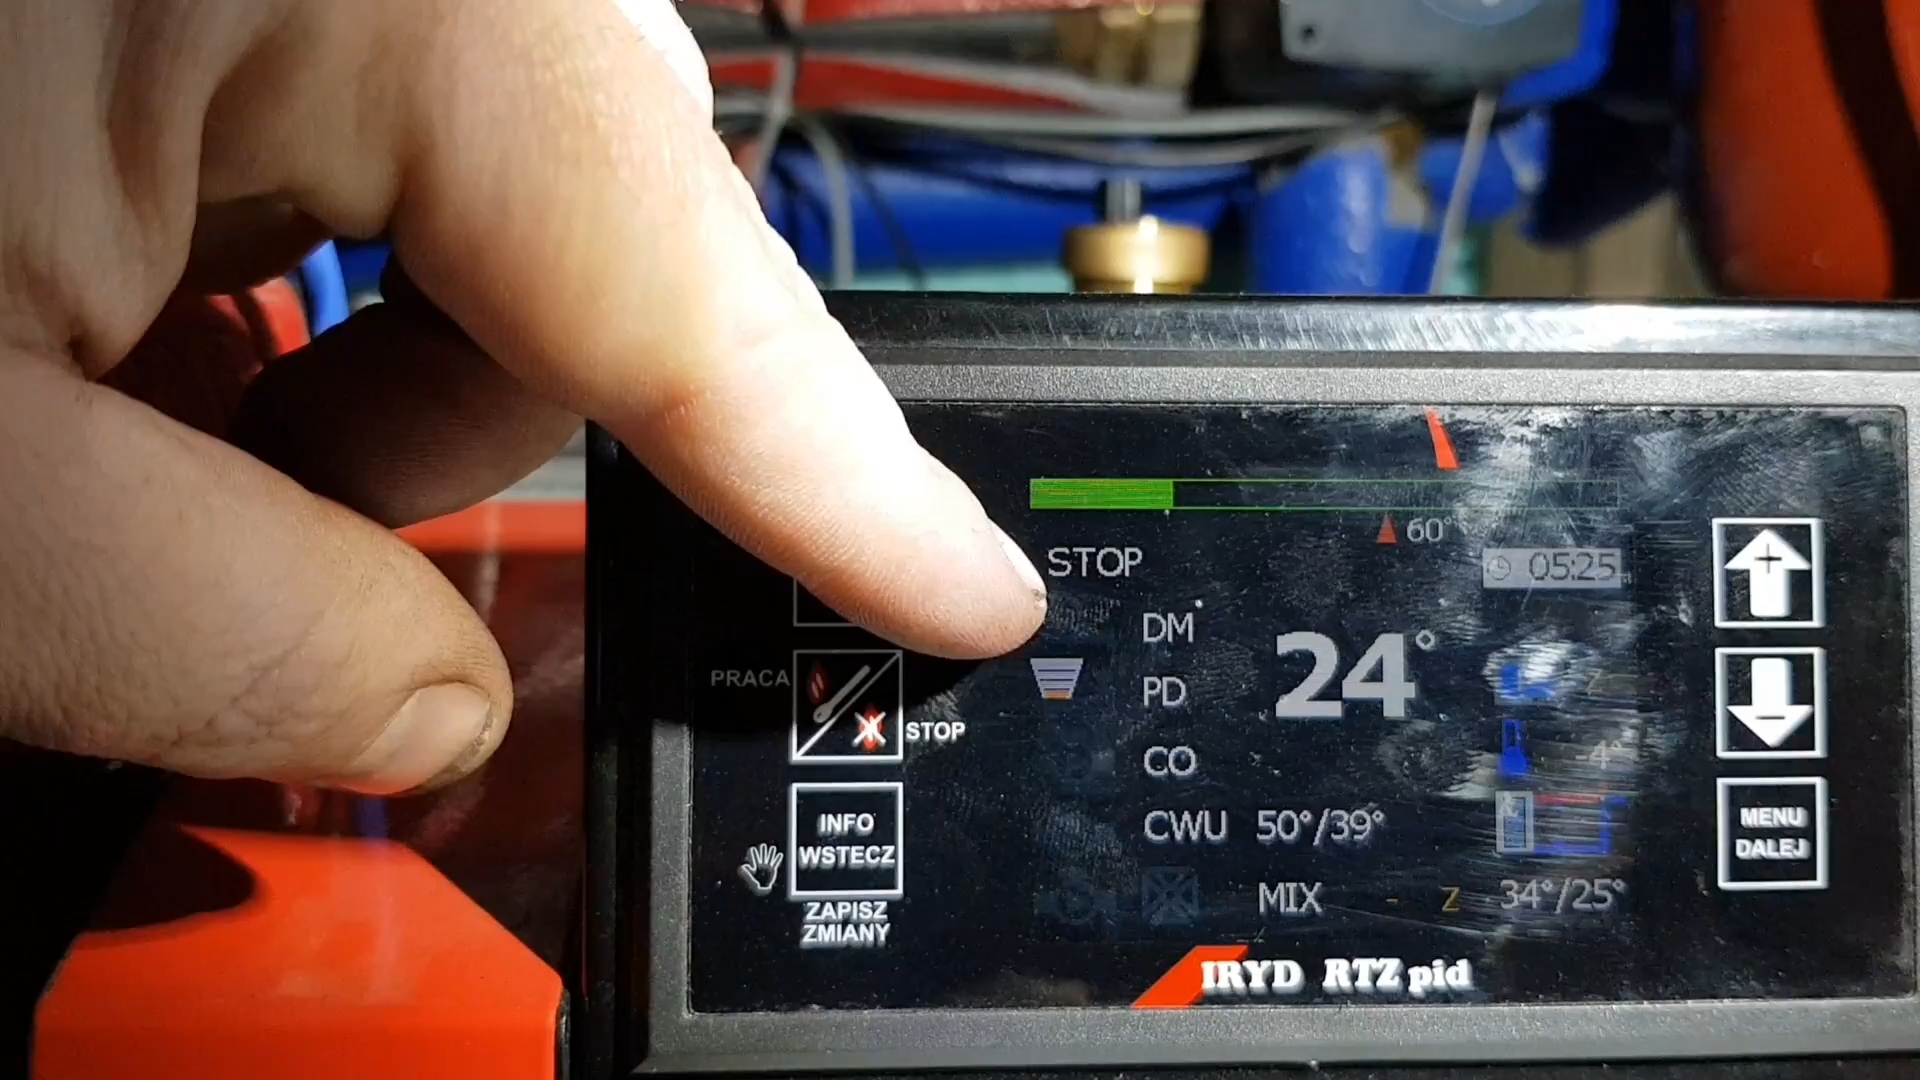 60°
STOP
05:25
DM
24°
PRACA
PD
STOP
CO
-4°
INFO
WSTECZ
CWU 50°/39°
MENU
DALEJ
MIX - Z 34°/25°
ZAPISZ
ZMIANY
IRYD RTZ pid